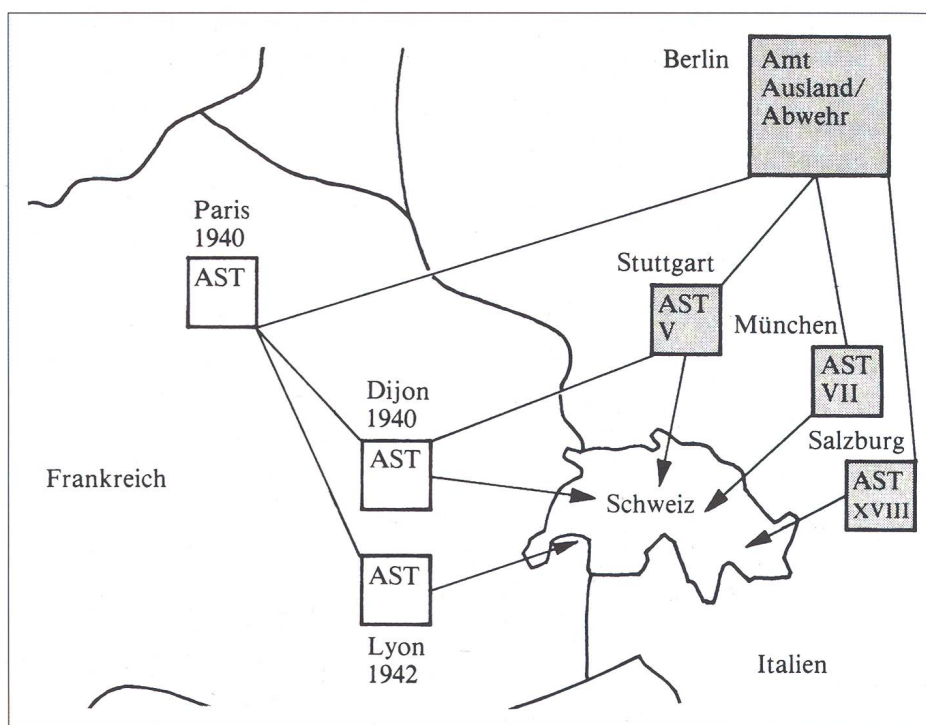 Berlin
Amt
Ausland/
Abwehr
Paris
1940
AST
Stuttgart
AST
V
München
AST
VII
Dijon
1940
AST
Salzburg
AST
XVIII
Frankreich
Schweiz
AST
Lyon
1942
Italien